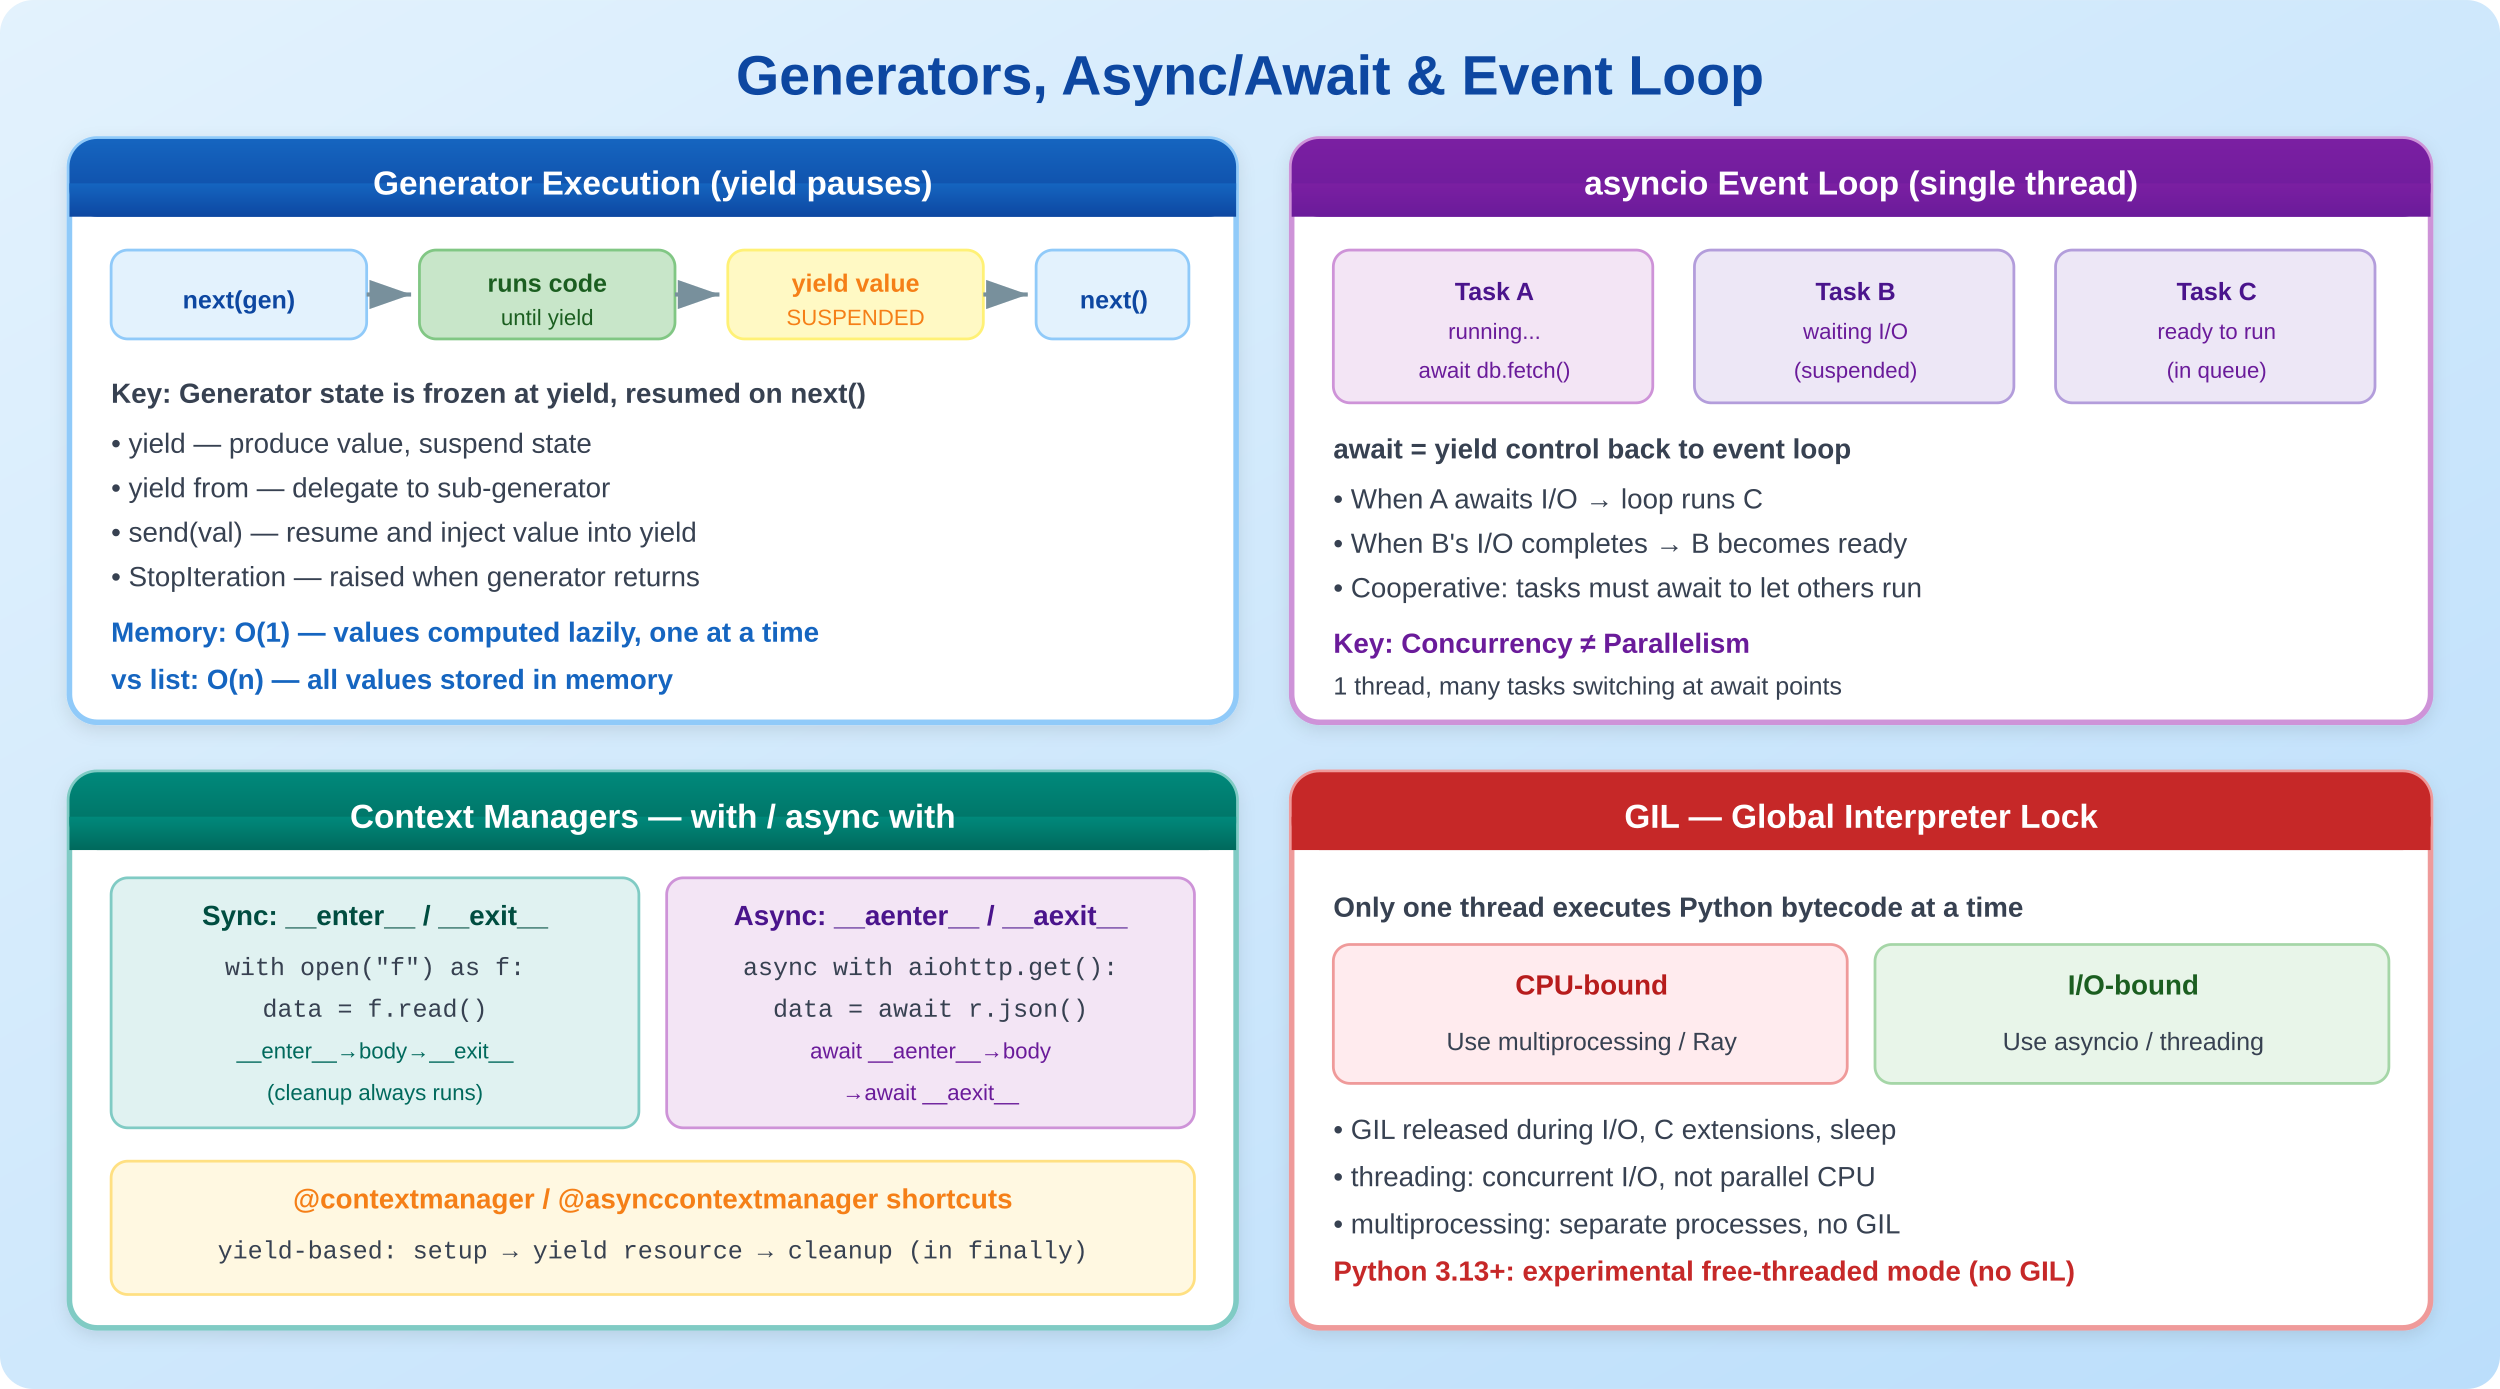 Generators, Async/Await & Event Loop
Generator Execution (yield pauses)
next(gen)
runs code
until yield
yield value
SUSPENDED
next()
Key: Generator state is frozen at yield, resumed on next()
• yield — produce value, suspend state
• yield from — delegate to sub-generator
• send(val) — resume and inject value into yield
• StopIteration — raised when generator returns
Memory: O(1) — values computed lazily, one at a time
vs list: O(n) — all values stored in memory
asyncio Event Loop (single thread)
Task A
running...
await db.fetch()
Task B
waiting I/O
(suspended)
Task C
ready to run
(in queue)
await = yield control back to event loop
• When A awaits I/O → loop runs C
• When B's I/O completes → B becomes ready
• Cooperative: tasks must await to let others run
Key: Concurrency ≠ Parallelism
1 thread, many tasks switching at await points
Context Managers — with / async with
Sync: __enter__ / __exit__
with open("f") as f:
data = f.read()
__enter__→body→__exit__
(cleanup always runs)
Async: __aenter__ / __aexit__
async with aiohttp.get():
data = await r.json()
await __aenter__→body
→await __aexit__
@contextmanager / @asynccontextmanager shortcuts
yield-based: setup → yield resource → cleanup (in finally)
GIL — Global Interpreter Lock
Only one thread executes Python bytecode at a time
CPU-bound
Use multiprocessing / Ray
I/O-bound
Use asyncio / threading
• GIL released during I/O, C extensions, sleep
• threading: concurrent I/O, not parallel CPU
• multiprocessing: separate processes, no GIL
Python 3.13+: experimental free-threaded mode (no GIL)